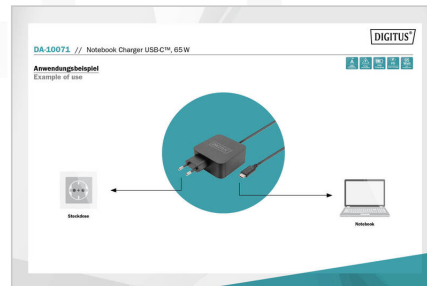 DIGITUS®
DA-10071 // Notebook Charger USB-C™, 65 W
Anwendungsbeispiel
Example of use
Steckdose
Notebook